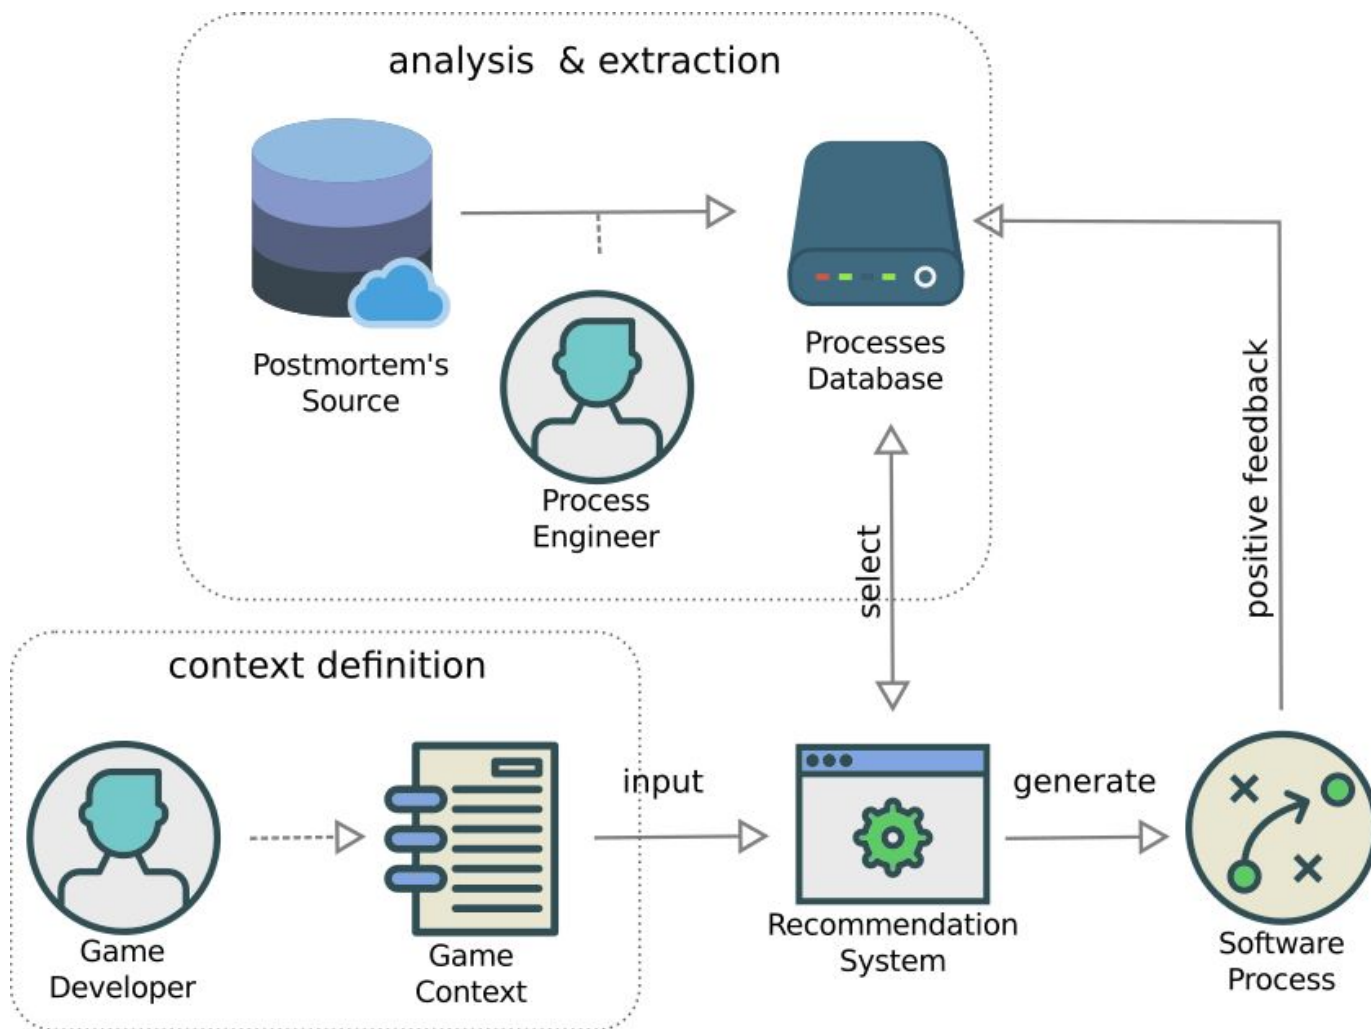 analysis & extraction
Postmortem's
Source
Process
Engineer
Processes
Database
select
positive feedback
context definition
Game
Developer
Game
Context
input
Recommendation
System
generate
Software
Process